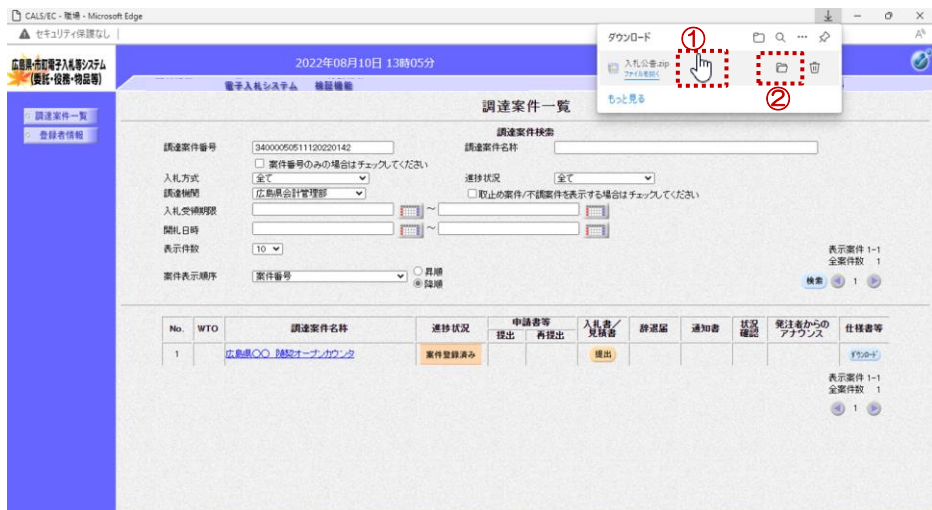 CALS/EC - 職場 - Microsoft Edge
セキュリティ保護なし
ダウンロード
①
入札公告.zip
ファイルを開く
②
もっと見る
広島県・市町電子入札等システム
(委託・役務・物品等)
2022年08月10日 13時05分
電子入札システム 検証機能
調達案件一覧
登録者情報
調達案件一覧
調達案件検索
調達案件番号 34000050511120220142 調達案件名称
案件番号のみの場合はチェックしてください
入札方式 全て 進捗状況 全て
調達機関 広島県会計管理部 取止め案件/不調案件を表示する場合はチェックしてください
入札受領期限 ~
開札日時 ~
表示件数 10
表示案件 1-1
全案件数 1
案件表示順序 案件番号 昇順
降順
検索 1
No. WTO 調達案件名称 進捗状況 申請書等 提出 再提出 入札書/見積書 辞退届 通知書 状況確認 発注者からのアナウンス 仕様書等
1 広島県〇〇 随契オープンカウンタ 案件登録済み 提出 ダウンロード
表示案件 1-1
全案件数 1
1